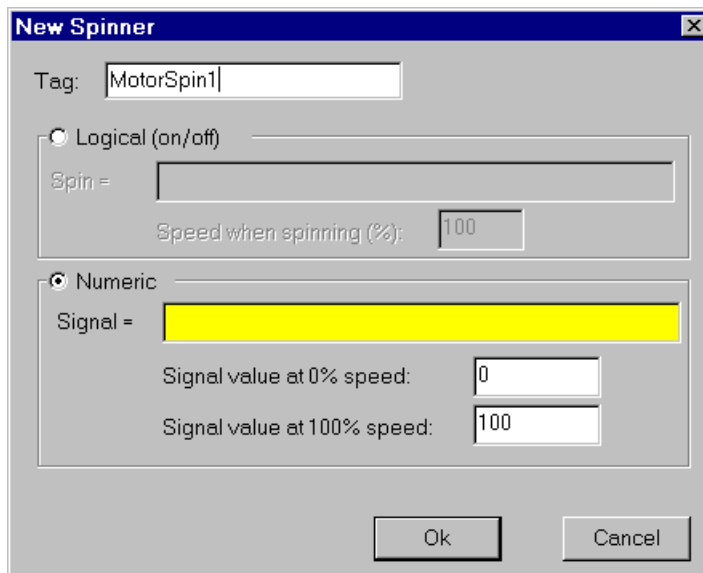 New Spinner
Tag: MotorSpin1
Logical (on/off)
Spin =
Speed when spinning (%): 100
Numeric
Signal =
Signal value at 0% speed: 0
Signal value at 100% speed: 100
Ok Cancel